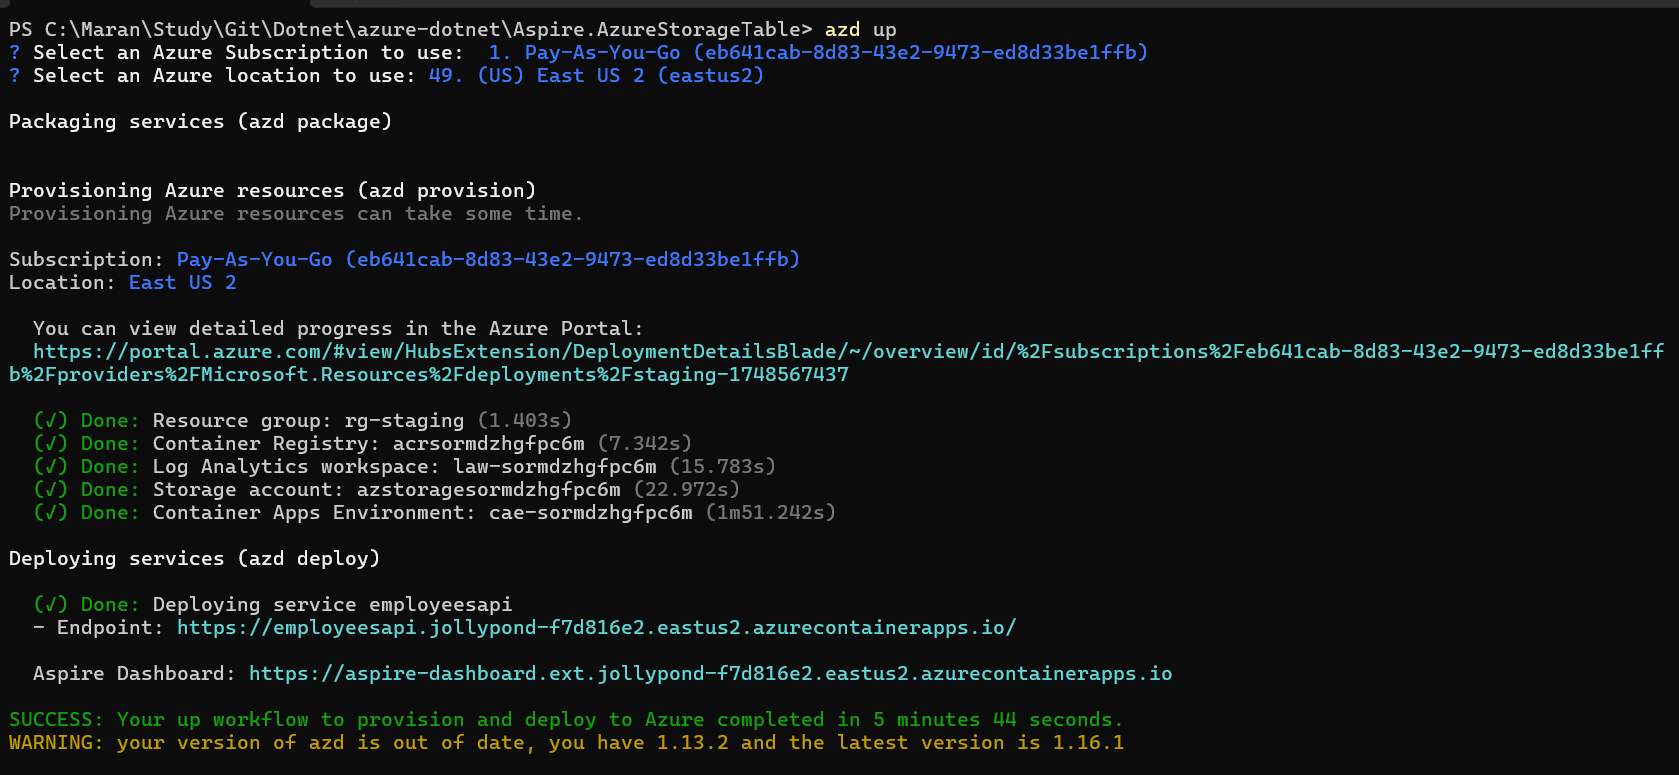 PS C:\Maran\Study\Git\Dotnet\azure-dotnet\Aspire.AzureStorageTable> azd up
? Select an Azure Subscription to use:  1. Pay-As-You-Go (eb641cab-8d83-43e2-9473-ed8d33be1ffb)
? Select an Azure location to use: 49. (US) East US 2 (eastus2)
Packaging services (azd package)
Provisioning Azure resources (azd provision)
Provisioning Azure resources can take some time.
Subscription: Pay-As-You-Go (eb641cab-8d83-43e2-9473-ed8d33be1ffb)
Location: East US 2
You can view detailed progress in the Azure Portal:
https://portal.azure.com/#view/HubsExtension/DeploymentDetailsBlade/~/overview/id/%2Fsubscriptions%2Feb641cab-8d83-43e2-9473-ed8d33be1ff
b%2Fproviders%2FMicrosoft.Resources%2Fdeployments%2Fstaging-1748567437
(✓) Done: Resource group: rg-staging (1.403s)
(✓) Done: Container Registry: acrsormdzhgfpc6m (7.342s)
(✓) Done: Log Analytics workspace: law-sormdzhgfpc6m (15.783s)
(✓) Done: Storage account: azstoragesormdzhgfpc6m (22.972s)
(✓) Done: Container Apps Environment: cae-sormdzhgfpc6m (1m51.242s)
Deploying services (azd deploy)
(✓) Done: Deploying service employeesapi
- Endpoint: https://employeesapi.jollypond-f7d816e2.eastus2.azurecontainerapps.io/
Aspire Dashboard: https://aspire-dashboard.ext.jollypond-f7d816e2.eastus2.azurecontainerapps.io
SUCCESS: Your up workflow to provision and deploy to Azure completed in 5 minutes 44 seconds.
WARNING: your version of azd is out of date, you have 1.13.2 and the latest version is 1.16.1